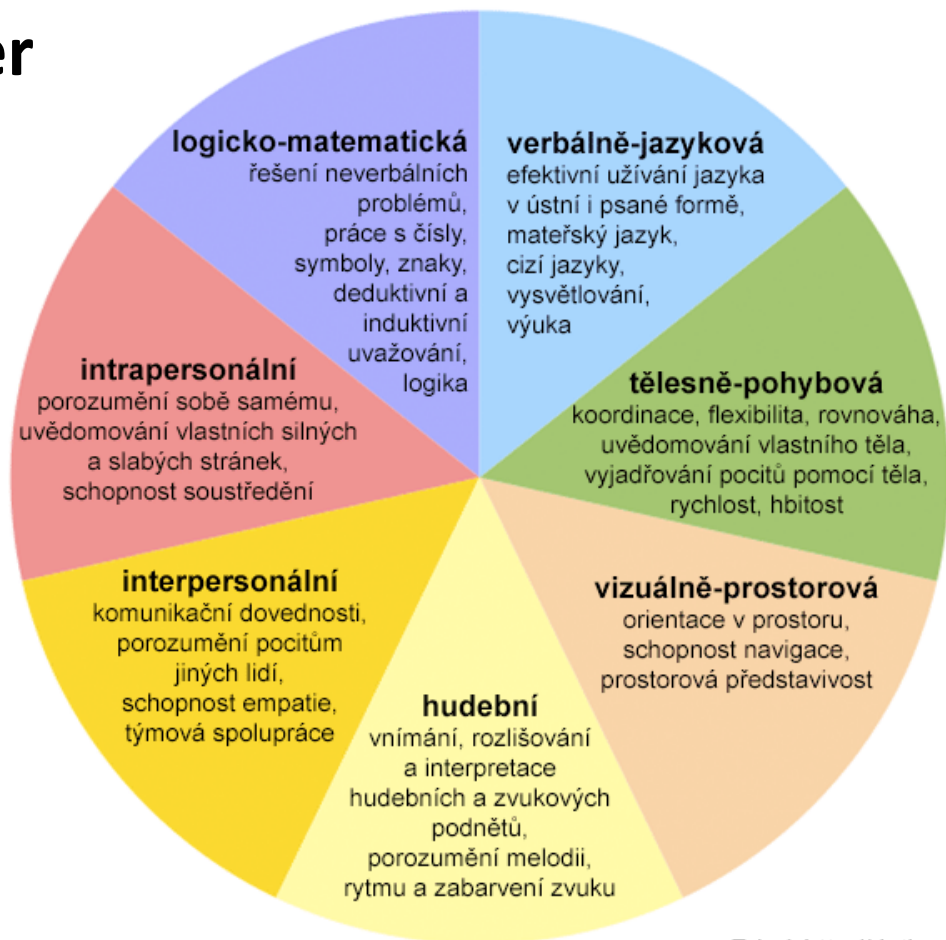 er
logicko-matematická
řešení neverbálních
problémů,
práce s čísly,
symboly, znaky,
deduktivní a
induktivní
uvažování,
logika
verbálně-jazyková
efektivní užívání jazyka
v ústní i psané formě,
mateřský jazyk,
cizí jazyky,
vysvětlování,
výuka
intrapersonální
porozumění sobě samému,
uvědomování vlastních silných
a slabých stránek,
schopnost soustředění
tělesně-pohybová
koordinace, flexibilita, rovnováha,
uvědomování vlastního těla,
vyjadřování pocitů pomocí těla,
rychlost, hbitost
interpersonální
komunikační dovednosti,
porozumění pocitům
jiných lidí,
schopnost empatie,
týmová spolupráce
vizuálně-prostorová
orientace v prostoru,
schopnost navigace,
prostorová představivost
hudební
vnímání, rozlišování
a interpretace
hudebních a zvukových
podnětů,
porozumění melodii,
rytmu a zabarvení zvuku